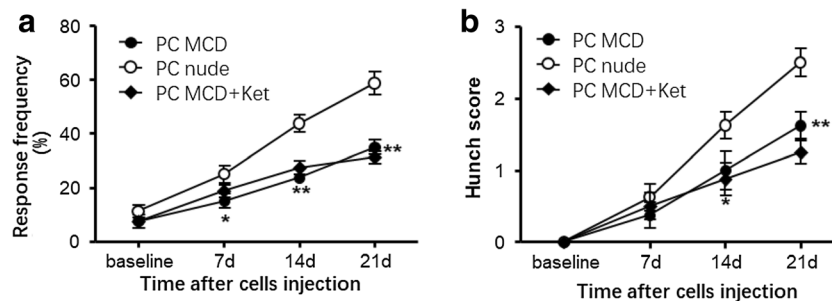 a
PC MCD
PC nude
PC MCD+Ket
Response frequency
(%)
80
60
40
20
0
**
**
*
baseline 7d 14d 21d
Time after cells injection
b
PC MCD
PC nude
PC MCD+Ket
Hunch score
3
2
1
0
**
*
baseline 7d 14d 21d
Time after cells injection